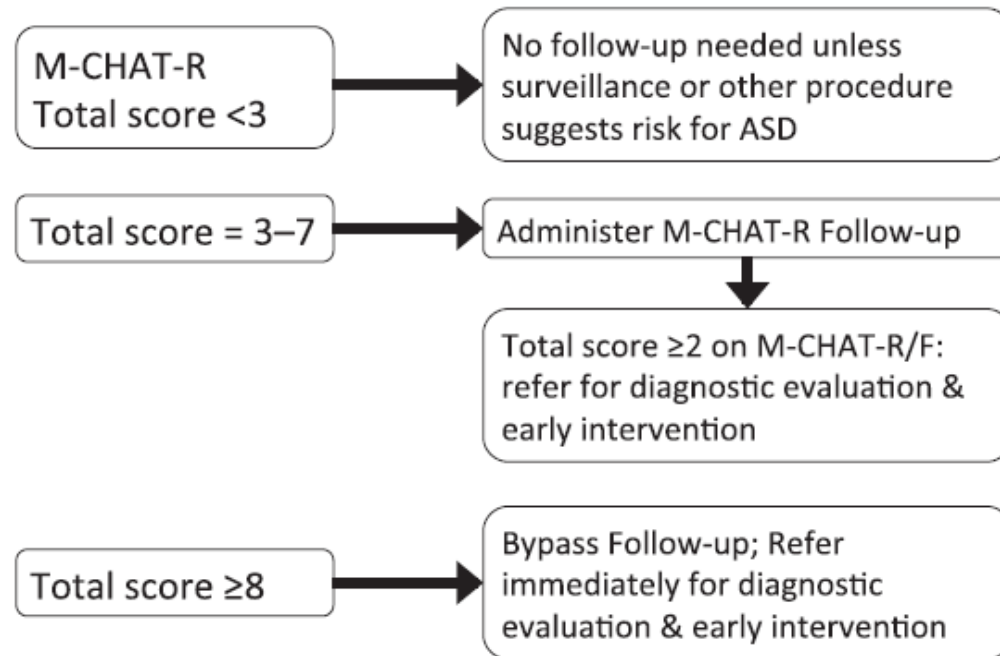 M-CHAT-R
Total score <3
No follow-up needed unless
surveillance or other procedure
suggests risk for ASD
Total score = 3–7
Administer M-CHAT-R Follow-up
Total score ≥2 on M-CHAT-R/F:
refer for diagnostic evaluation &
early intervention
Total score ≥8
Bypass Follow-up; Refer
immediately for diagnostic
evaluation & early intervention